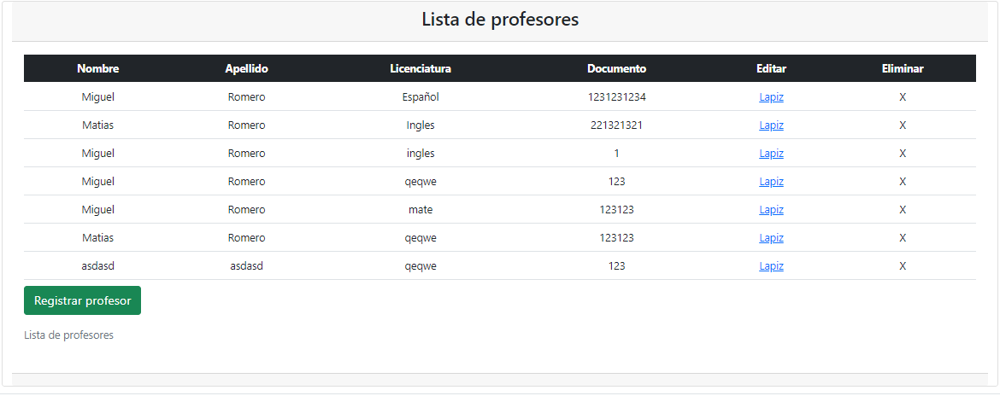 Lista de profesores
Nombre Apellido Licenciatura Documento Editar Eliminar
Miguel Romero Español 1231231234 Lapiz X
Matias Romero Ingles 221321321 Lapiz X
Miguel Romero ingles 1 Lapiz X
Miguel Romero qeqwe 123 Lapiz X
Miguel Romero mate 123123 Lapiz X
Matias Romero qeqwe 123123 Lapiz X
asdasd asdasd qeqwe 123 Lapiz X
Registrar profesor
Lista de profesores